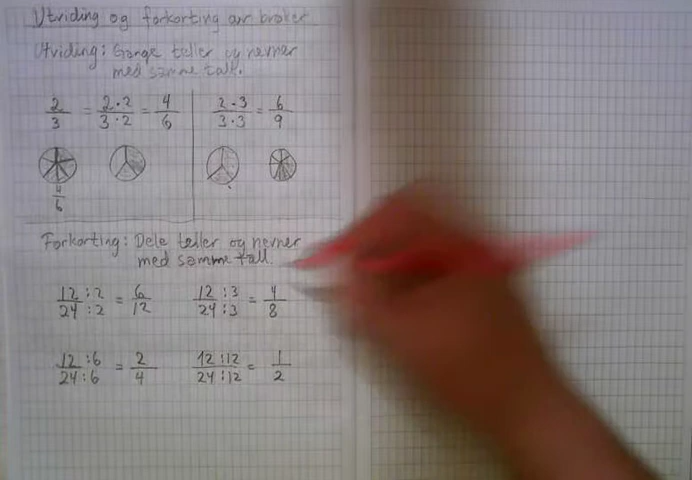 Utviding og forkorting av brøker
Utviding: Gange teller og nevner
med samme tall.
2/3 = 2·2/3·2 = 4/6
2·3/3·3 = 6/9
4/6
Forkorting: Dele teller og nevner
med samme tall.
12:2/24:2 = 6/12
12:3/24:3 = 4/8
12:6/24:6 = 2/4
12:12/24:12 = 1/2